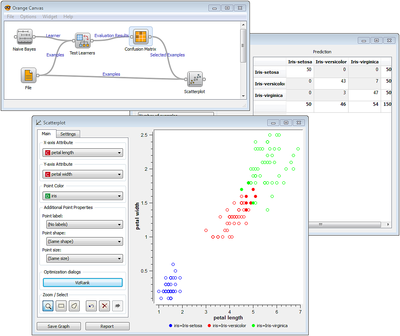 Orange Canvas
File Options Widget Help
Learner
Evaluation Results
Naive Bayes
Test Learners
Confusion Matrix
Examples
Selected Examples
File
Examples
Scatterplot
Prediction
Iris-setosa Iris-versicolor Iris-virginica
Iris-setosa 50 0 0 50
Iris-versicolor 0 43 7 50
Iris-virginica 0 3 47 50
50 46 54 150
Scatterplot
Main Settings
X-axis Attribute
C petal length
Y-axis Attribute
C petal width
Point Color
iris
Additional Point Properties
Point label:
(No labels)
Point shape:
(Same shape)
Point size:
(Same size)
Optimization dialogs
VizRank
Zoom / Select
Save Graph Report
petal width
2.5
2
1.5
1
0.5
1 2 3 4 5 6
petal length
iris=Iris-setosa iris=Iris-versicolor iris=Iris-virginica